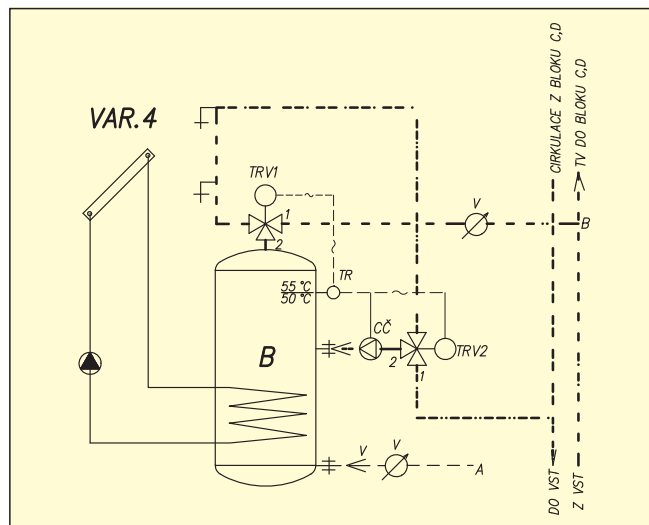 VAR.4
CIRKULACE Z BLOKU C,D
TV DO BLOKU C,D
TRV1
1
2
V
B
55 °C
50 °C
TR
B
CČ
2
1
TRV2
V
V
A
DO VST
Z VST